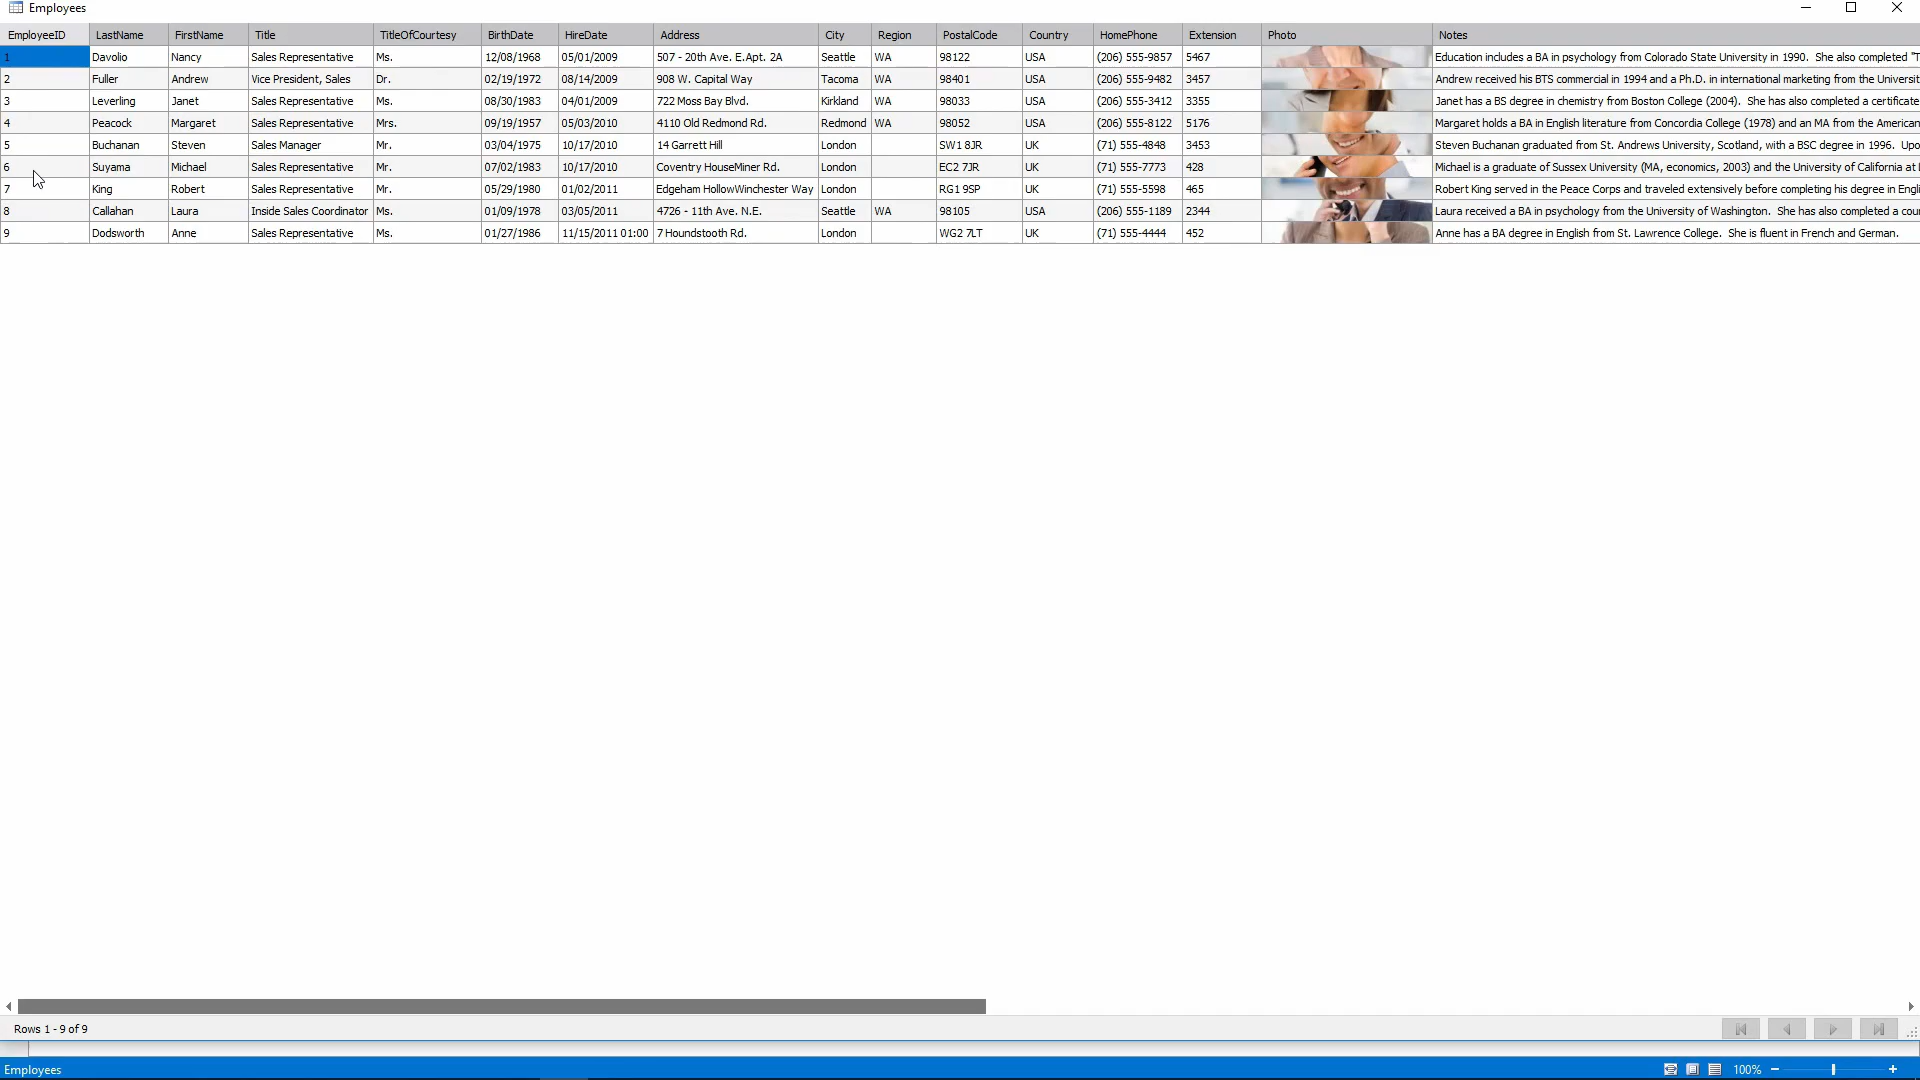 Employees
EmployeeID LastName FirstName Title TitleOfCourtesy BirthDate HireDate Address City Region PostalCode Country HomePhone Extension Photo Notes
1 Davolio Nancy Sales Representative Ms. 12/08/1968 05/01/2009 507 - 20th Ave. E.Apt. 2A Seattle WA 98122 USA (206) 555-9857 5467 Education includes a BA in psychology from Colorado State University in 1990.  She also completed "T
2 Fuller Andrew Vice President, Sales Dr. 02/19/1972 08/14/2009 908 W. Capital Way Tacoma WA 98401 USA (206) 555-9482 3457 Andrew received his BTS commercial in 1994 and a Ph.D. in international marketing from the Universit
3 Leverling Janet Sales Representative Ms. 08/30/1983 04/01/2009 722 Moss Bay Blvd. Kirkland WA 98033 USA (206) 555-3412 3355 Janet has a BS degree in chemistry from Boston College (2004).  She has also completed a certificate
4 Peacock Margaret Sales Representative Mrs. 09/19/1957 05/03/2010 4110 Old Redmond Rd. Redmond WA 98052 USA (206) 555-8122 5176 Margaret holds a BA in English literature from Concordia College (1978) and an MA from the American
5 Buchanan Steven Sales Manager Mr. 03/04/1975 10/17/2010 14 Garrett Hill London SW1 8JR UK (71) 555-4848 3453 Steven Buchanan graduated from St. Andrews University, Scotland, with a BSC degree in 1996.  Upo
6 Suyama Michael Sales Representative Mr. 07/02/1983 10/17/2010 Coventry HouseMiner Rd. London EC2 7JR UK (71) 555-7773 428 Michael is a graduate of Sussex University (MA, economics, 2003) and the University of California at L
7 King Robert Sales Representative Mr. 05/29/1980 01/02/2011 Edgeham HollowWinchester Way London RG1 9SP UK (71) 555-5598 465 Robert King served in the Peace Corps and traveled extensively before completing his degree in Engli
8 Callahan Laura Inside Sales Coordinator Ms. 01/09/1978 03/05/2011 4726 - 11th Ave. N.E. Seattle WA 98105 USA (206) 555-1189 2344 Laura received a BA in psychology from the University of Washington.  She has also completed a cou
9 Dodsworth Anne Sales Representative Ms. 01/27/1986 11/15/2011 01:00 7 Houndstooth Rd. London WG2 7LT UK (71) 555-4444 452 Anne has a BA degree in English from St. Lawrence College.  She is fluent in French and German.
Rows 1 - 9 of 9
Employees 100%